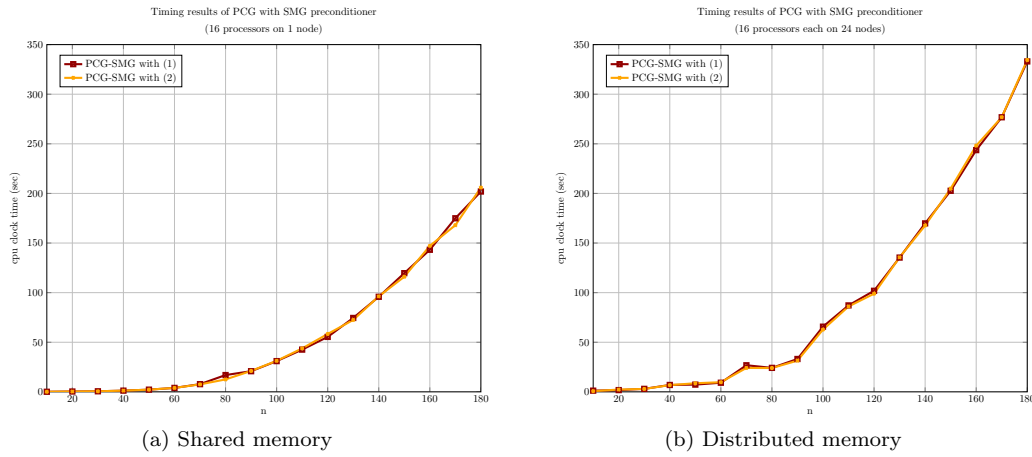 Timing results of PCG with SMG preconditioner
(16 processors on 1 node)
350
300
250
200
150
100
50
0
cpu clock time (sec)
PCG-SMG with (1)
PCG-SMG with (2)
20
40
60
80
100
120
140
160
180
n
(a) Shared memory
Timing results of PCG with SMG preconditioner
(16 processors each on 24 nodes)
350
300
250
200
150
100
50
0
cpu clock time (sec)
PCG-SMG with (1)
PCG-SMG with (2)
20
40
60
80
100
120
140
160
180
n
(b) Distributed memory